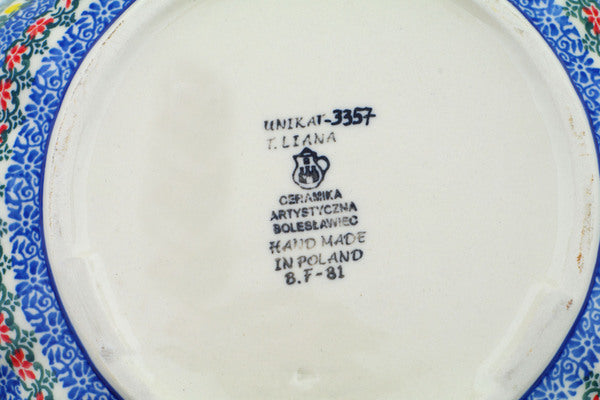 UNIKAT-3357
T. LIANA
CERAMIKA
ARTYSTYCZNA
BOLESŁAWIEC
HAND MADE
IN POLAND
B.F-81